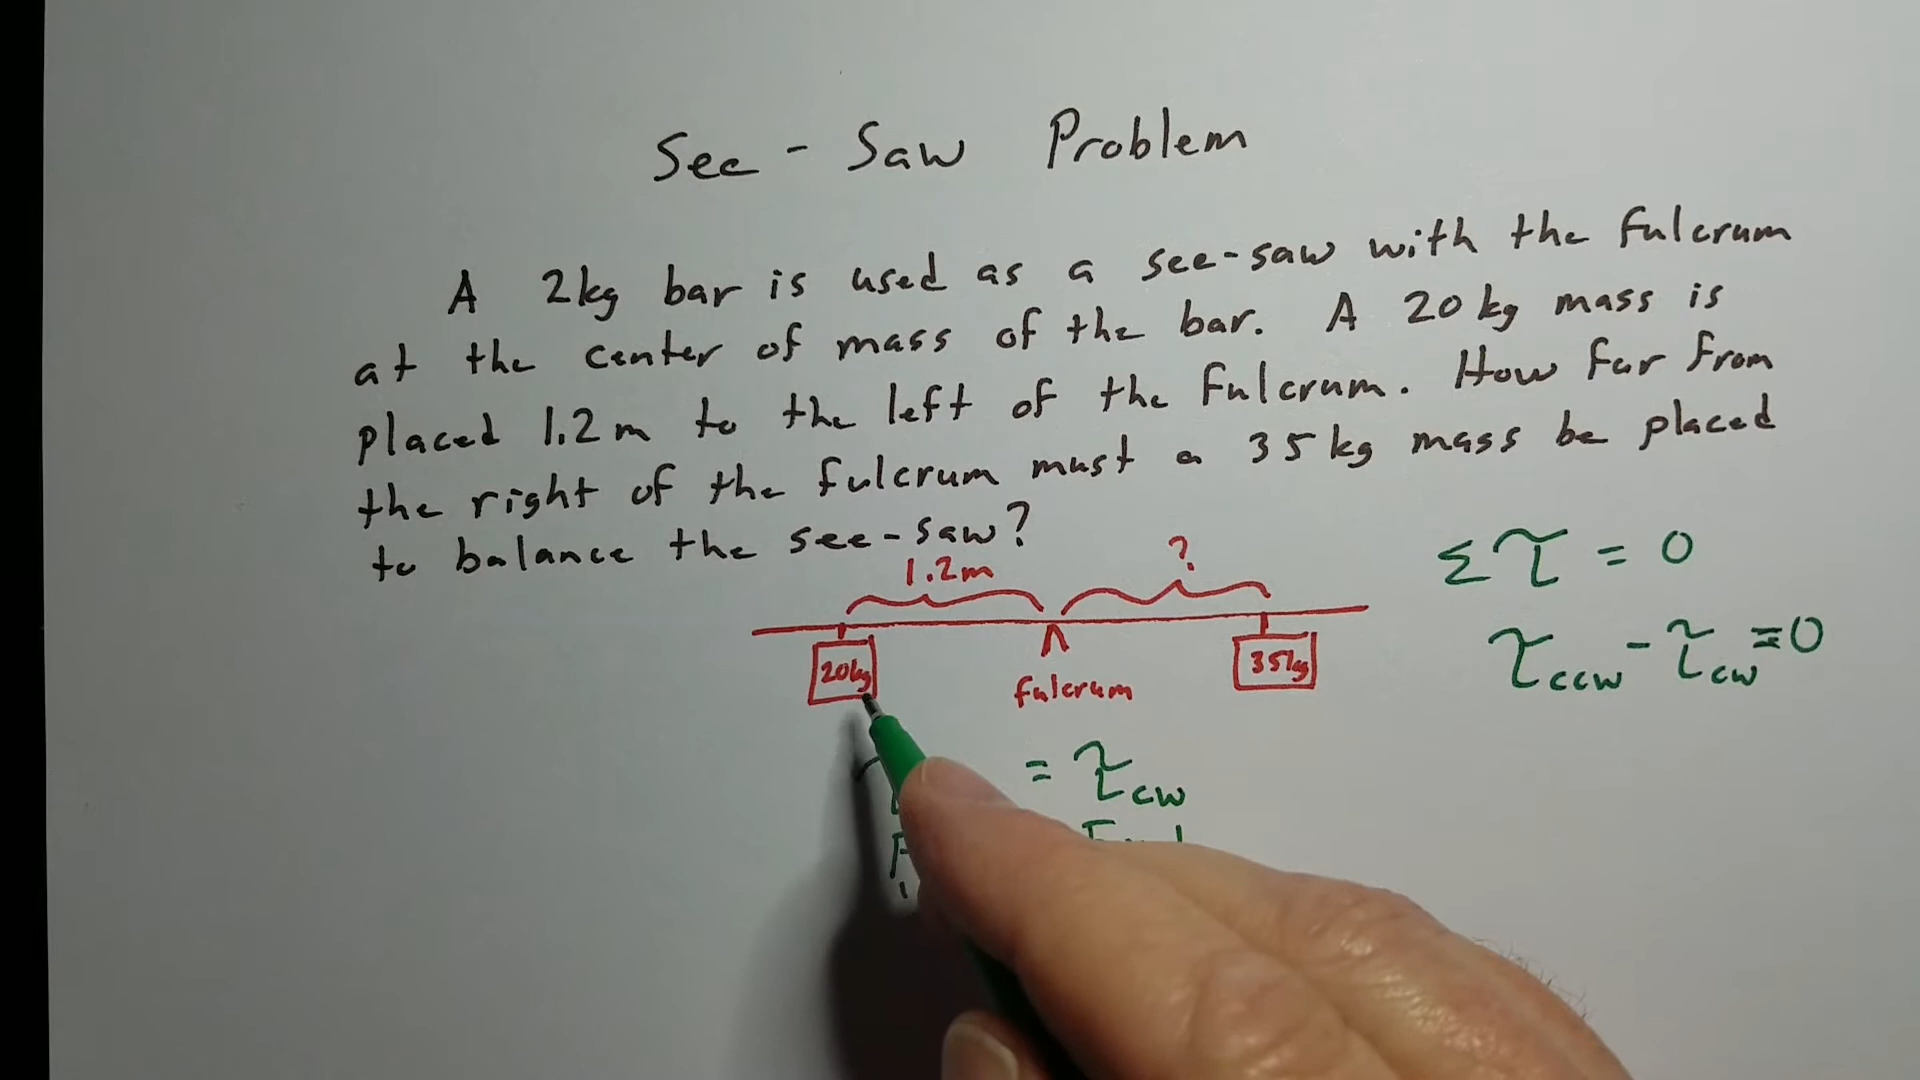 See-Saw Problem
A 2kg bar is used as a see-saw with the fulcrum
at the center of mass of the bar. A 20kg mass is
placed 1.2m to the left of the fulcrum. How far from
the right of the fulcrum must a 35kg mass be placed
to balance the see-saw?
1.2m ?
20kg 35kg
fulcrum
Στ = 0
τccw - τcw = 0
= τcw